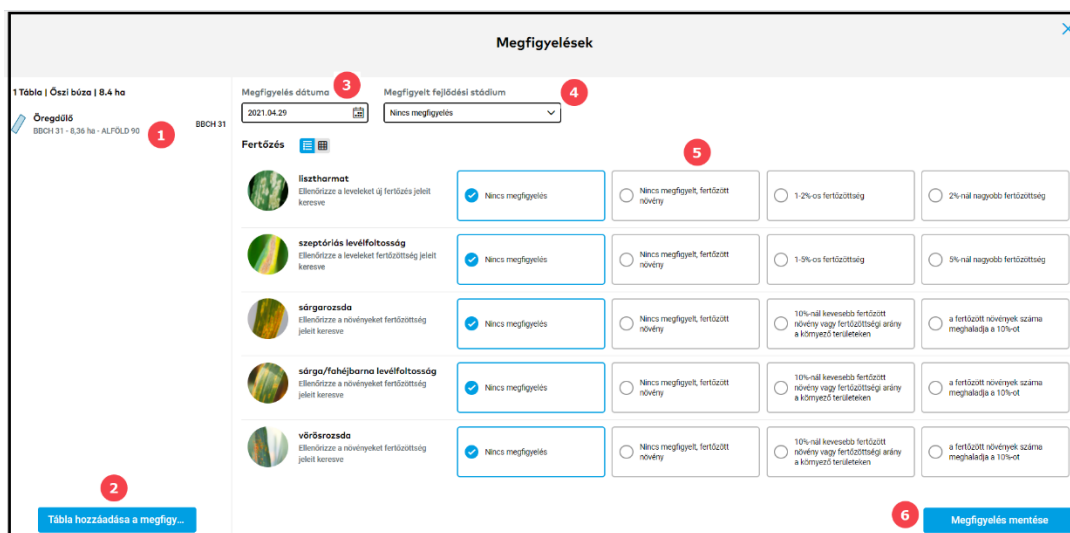 Megfigyelések
1 Tábla | Őszi búza | 8.4 ha
Öregdűlő
BBCH 31 - 8,36 ha - ALFÖLD 90
BBCH 31
1
2
Tábla hozzáadása a megfigy...
Megfigyelés dátuma
3
Megfigyelt fejlődési stádium
4
2021.04.29
Nincs megfigyelés
Fertőzés
5
lisztharmat
Ellenőrizze a leveleket új fertőzés jeleit
keresve
Nincs megfigyelés
Nincs megfigyelt, fertőzött
növény
1-2%-os fertőzöttség
2%-nál nagyobb fertőzöttség
szeptóriás levélfoltosság
Ellenőrizze a leveleket fertőzöttség jeleit
keresve
Nincs megfigyelés
Nincs megfigyelt, fertőzött
növény
1-5%-os fertőzöttség
5%-nál nagyobb fertőzöttség
sárgarozsda
Ellenőrizze a növényeket fertőzöttség
jeleit keresve
Nincs megfigyelés
Nincs megfigyelt, fertőzött
növény
10%-nál kevesebb fertőzött
növény vagy fertőzöttségi arány
a környező területeken
a fertőzött növények száma
meghaladja a 10%-ot
sárga/fahéjbarna levélfoltosság
Ellenőrizze a növényeket fertőzöttség
jeleit keresve
Nincs megfigyelés
Nincs megfigyelt, fertőzött
növény
10%-nál kevesebb fertőzött
növény vagy fertőzöttségi arány
a környező területeken
a fertőzött növények száma
meghaladja a 10%-ot
vörösrozsda
Ellenőrizze a növényeket fertőzöttség
jeleit keresve
Nincs megfigyelés
Nincs megfigyelt, fertőzött
növény
10%-nál kevesebb fertőzött
növény vagy fertőzöttségi arány
a környező területeken
a fertőzött növények száma
meghaladja a 10%-ot
6
Megfigyelés mentése